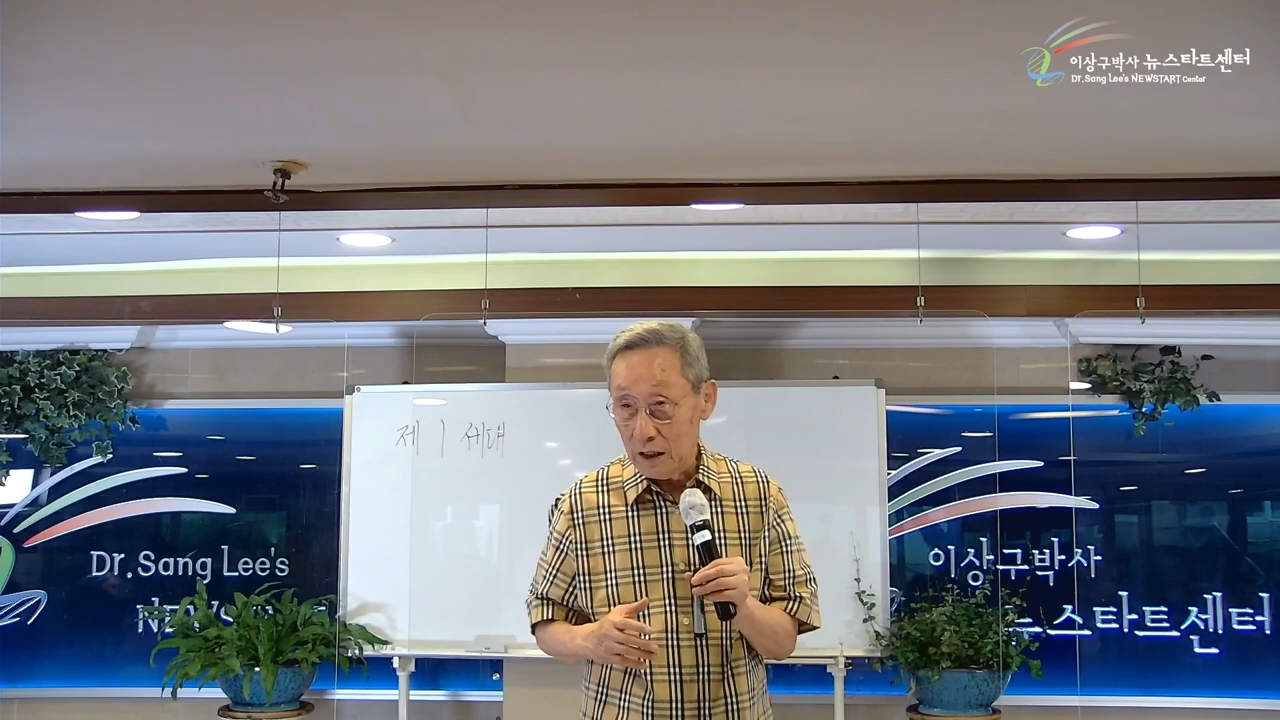 이상구박사 뉴스타트센터
Dr. Sang Lee's NEWSTART Center
제 1 세대
Dr.Sang Lee's
이상구박사
뉴스타트센터